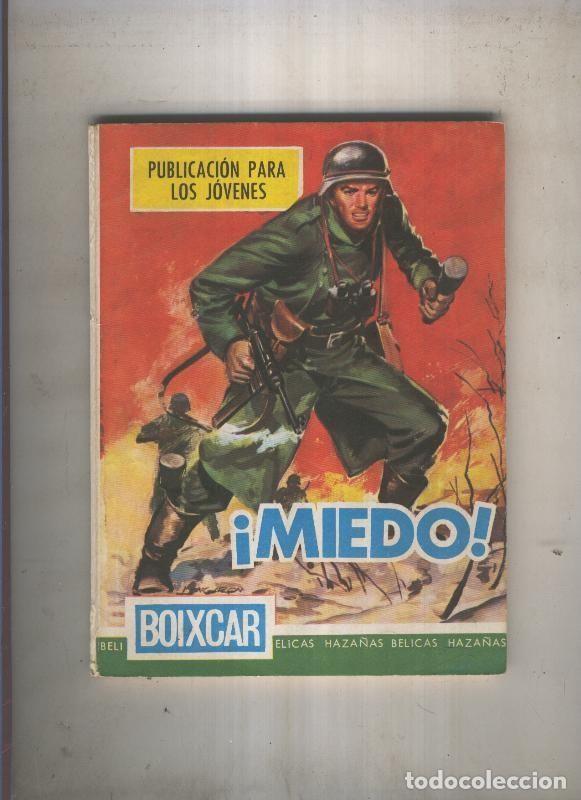 PUBLICACIÓN PARA
LOS JÓVENES
¡MIEDO!
BELI
BOIXCAR
ELICAS HAZAÑAS BELICAS HAZAÑAS
todocoleccion